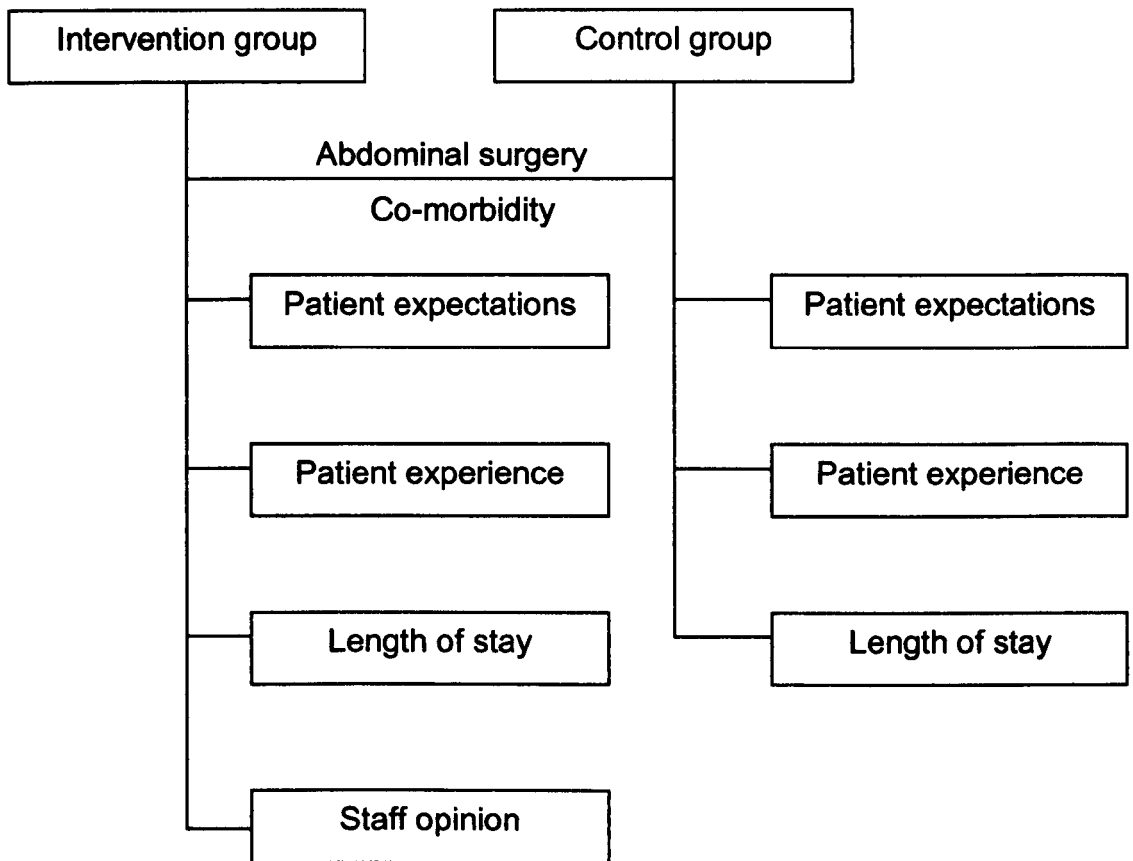 Intervention group
Control group
Abdominal surgery
Co-morbidity
Patient expectations
Patient expectations
Patient experience
Patient experience
Length of stay
Length of stay
Staff opinion